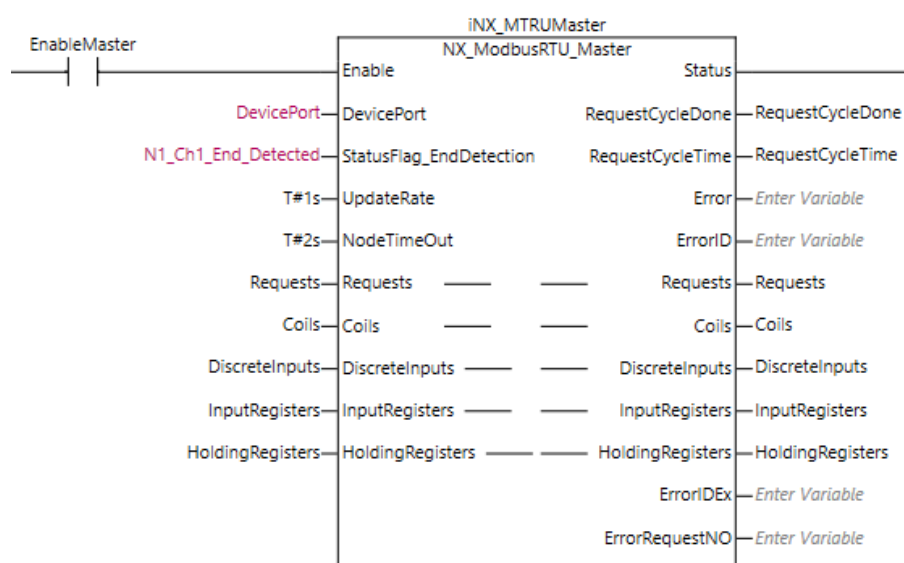 iNX_MTRUMaster
EnableMaster
NX_ModbusRTU_Master
Enable Status
DevicePort DevicePort RequestCycleDone RequestCycleDone
N1_Ch1_End_Detected StatusFlag_EndDetection RequestCycleTime RequestCycleTime
T#1s UpdateRate Error Enter Variable
T#2s NodeTimeOut ErrorID Enter Variable
Requests Requests Requests Requests
Coils Coils Coils Coils
DiscreteInputs DiscreteInputs DiscreteInputs DiscreteInputs
InputRegisters InputRegisters InputRegisters InputRegisters
HoldingRegisters HoldingRegisters HoldingRegisters HoldingRegisters
ErrorIDEx Enter Variable
ErrorRequestNO Enter Variable